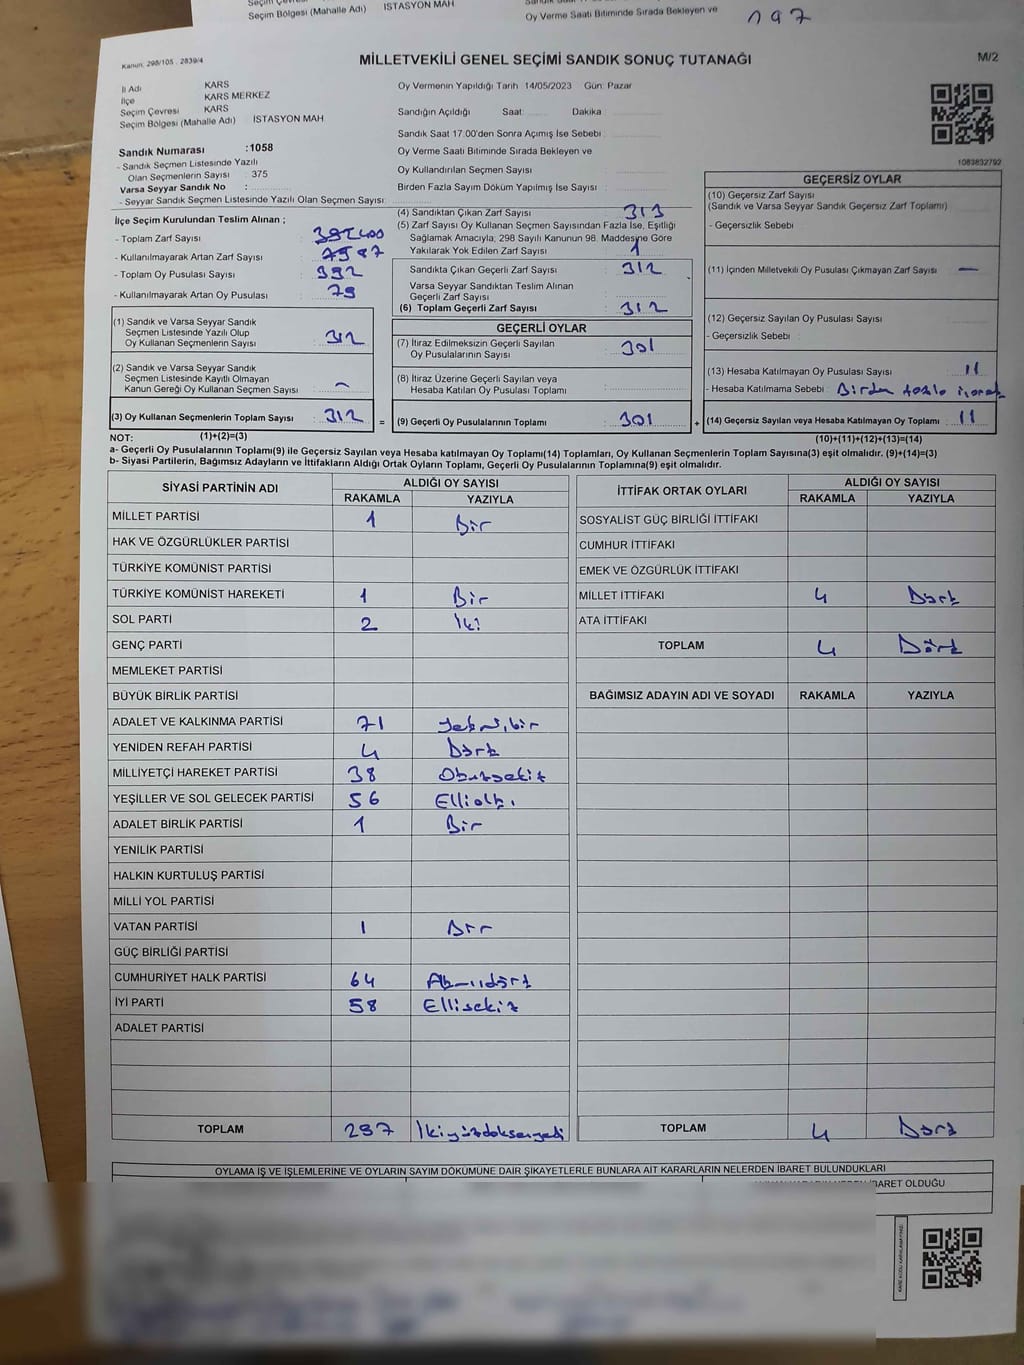 Seçim Bölgesi (Mahalle Adı) İSTASYON MAH
Oy Verme Saati Bitiminde Sırada Bekleyen ve
197
Kanun, 298/105 . 2839/4
MİLLETVEKİLİ GENEL SEÇİMİ SANDIK SONUÇ TUTANAĞI
M/2
İl Adı KARS
İlçe KARS MERKEZ
Seçim Çevresi KARS
Seçim Bölgesi (Mahalle Adı) İSTASYON MAH
Oy Vermenin Yapıldığı Tarih 14/05/2023 Gün: Pazar
Sandığın Açıldığı Saat: Dakika :
Sandık Saat 17.00'den Sonra Açımış İse Sebebi :
Sandık Numarası :1058
- Sandık Seçmen Listesinde Yazılı
Olan Seçmenlerin Sayısı : 375
Varsa Seyyar Sandık No :
- Seyyar Sandık Seçmen Listesinde Yazılı Olan Seçmen Sayısı
Oy Verme Saati Bitiminde Sırada Bekleyen ve
Oy Kullandırılan Seçmen Sayısı :
Birden Fazla Sayım Döküm Yapılmış İse Sayısı :
1083832792
İlçe Seçim Kurulundan Teslim Alınan ;
- Toplam Zarf Sayısı : 400
- Kullanılmayarak Artan Zarf Sayısı : 87
- Toplam Oy Pusulası Sayısı : 392
- Kullanılmayarak Artan Oy Pusulası : 79
(4) Sandıktan Çıkan Zarf Sayısı : 313
(5) Zarf Sayısı Oy Kullanan Seçmen Sayısından Fazla İse, Eşitliği
Sağlamak Amacıyla, 298 Sayılı Kanunun 98. Maddesine Göre
Yakılarak Yok Edilen Zarf Sayısı : 1
Sandıkta Çıkan Geçerli Zarf Sayısı : 312
Varsa Seyyar Sandıktan Teslim Alınan
Geçerli Zarf Sayısı :
(6) Toplam Geçerli Zarf Sayısı : 312
GEÇERSİZ OYLAR
(10) Geçersiz Zarf Sayısı
(Sandık ve Varsa Seyyar Sandık Geçersiz Zarf Toplamı) :
- Geçersizlik Sebebi :
(11) İçinden Milletvekili Oy Pusulası Çıkmayan Zarf Sayısı : —
(12) Geçersiz Sayılan Oy Pusulası Sayısı :
- Geçersizlik Sebebi :
(13) Hesaba Katılmayan Oy Pusulası Sayısı : 11
- Hesaba Katılmama Sebebi :
(14) Geçersiz Sayılan veya Hesaba Katılmayan Oy Toplamı : 11
(10)+(11)+(12)+(13)=(14)
(1) Sandık ve Varsa Seyyar Sandık
Seçmen Listesinde Yazılı Olup
Oy Kullanan Seçmenlerin Sayısı : 312
(2) Sandık ve Varsa Seyyar Sandık
Seçmen Listesinde Kayıtlı Olmayan
Kanun Gereği Oy Kullanan Seçmen Sayısı : –
(3) Oy Kullanan Seçmenlerin Toplam Sayısı : 312 =
(1)+(2)=(3)
GEÇERLİ OYLAR
(7) İtiraz Edilmeksizin Geçerli Sayılan
Oy Pusulalarının Sayısı : 301
(8) İtiraz Üzerine Geçerli Sayılan veya
Hesaba Katılan Oy Pusulası Toplamı :
(9) Geçerli Oy Pusulalarının Toplamı : 301 +
NOT:
a- Geçerli Oy Pusulalarının Toplamı(9) ile Geçersiz Sayılan veya Hesaba katılmayan Oy Toplamı(14) Toplamları, Oy Kullanan Seçmenlerin Toplam Sayısına(3) eşit olmalıdır. (9)+(14)=(3)
b- Siyasi Partilerin, Bağımsız Adayların ve İttifakların Aldığı Ortak Oyların Toplamı, Geçerli Oy Pusulalarının Toplamına(9) eşit olmalıdır.
SİYASİ PARTİNİN ADI ALDIĞI OY SAYISI
RAKAMLA YAZIYLA
MİLLET PARTİSİ 1 Bir
HAK VE ÖZGÜRLÜKLER PARTİSİ
TÜRKİYE KOMÜNİST PARTİSİ
TÜRKİYE KOMÜNİST HAREKETİ 1 Bir
SOL PARTİ 2 İki
GENÇ PARTİ
MEMLEKET PARTİSİ
BÜYÜK BİRLİK PARTİSİ
ADALET VE KALKINMA PARTİSİ 71
YENİDEN REFAH PARTİSİ 4 Dört
MİLLİYETÇİ HAREKET PARTİSİ 38 Otuzsekiz
YEŞİLLER VE SOL GELECEK PARTİSİ 56 Ellialtı
ADALET BİRLİK PARTİSİ 1 Bir
YENİLİK PARTİSİ
HALKIN KURTULUŞ PARTİSİ
MİLLİ YOL PARTİSİ
VATAN PARTİSİ 1 Bir
GÜÇ BİRLİĞİ PARTİSİ
CUMHURİYET HALK PARTİSİ 64 Altmışdört
İYİ PARTİ 58 Ellisekiz
ADALET PARTİSİ
TOPLAM 297 İkiyüzdoksanyedi
İTTİFAK ORTAK OYLARI ALDIĞI OY SAYISI
RAKAMLA YAZIYLA
SOSYALİST GÜÇ BİRLİĞİ İTTİFAKI
CUMHUR İTTİFAKI
EMEK VE ÖZGÜRLÜK İTTİFAKI
MİLLET İTTİFAKI 4 Dört
ATA İTTİFAKI
TOPLAM 4 Dört
BAĞIMSIZ ADAYIN ADI VE SOYADI RAKAMLA YAZIYLA
TOPLAM 4 Dört
OYLAMA İŞ VE İŞLEMLERİNE VE OYLARIN SAYIM DÖKÜMÜNE DAİR ŞİKAYETLERLE BUNLARA AİT KARARLARIN NELERDEN İBARET BULUNDUKLARI
İBARET OLDUĞU